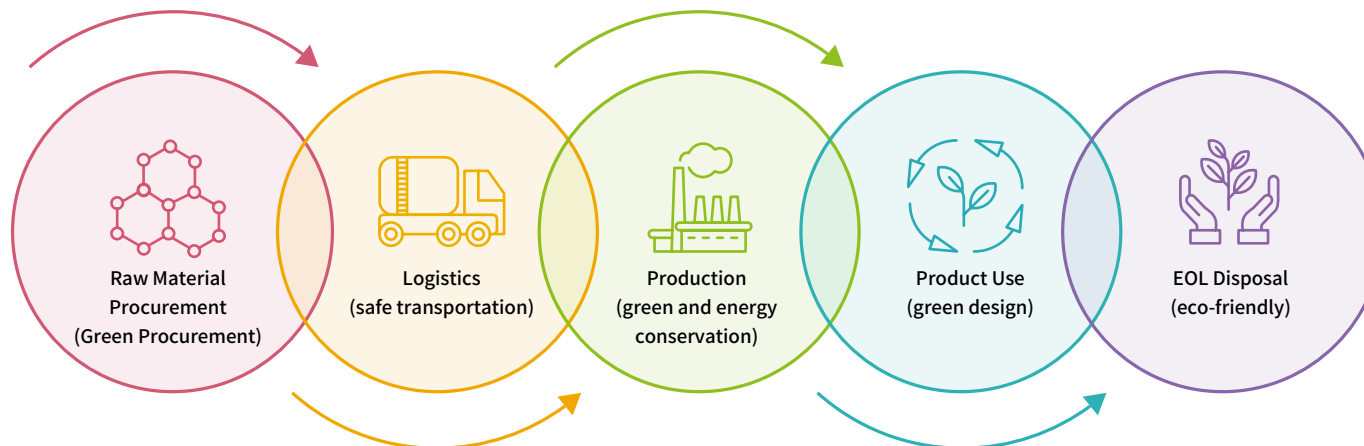 Raw Material
Procurement
(Green Procurement)
Logistics
(safe transportation)
Production
(green and energy
conservation)
Product Use
(green design)
EOL Disposal
(eco-friendly)